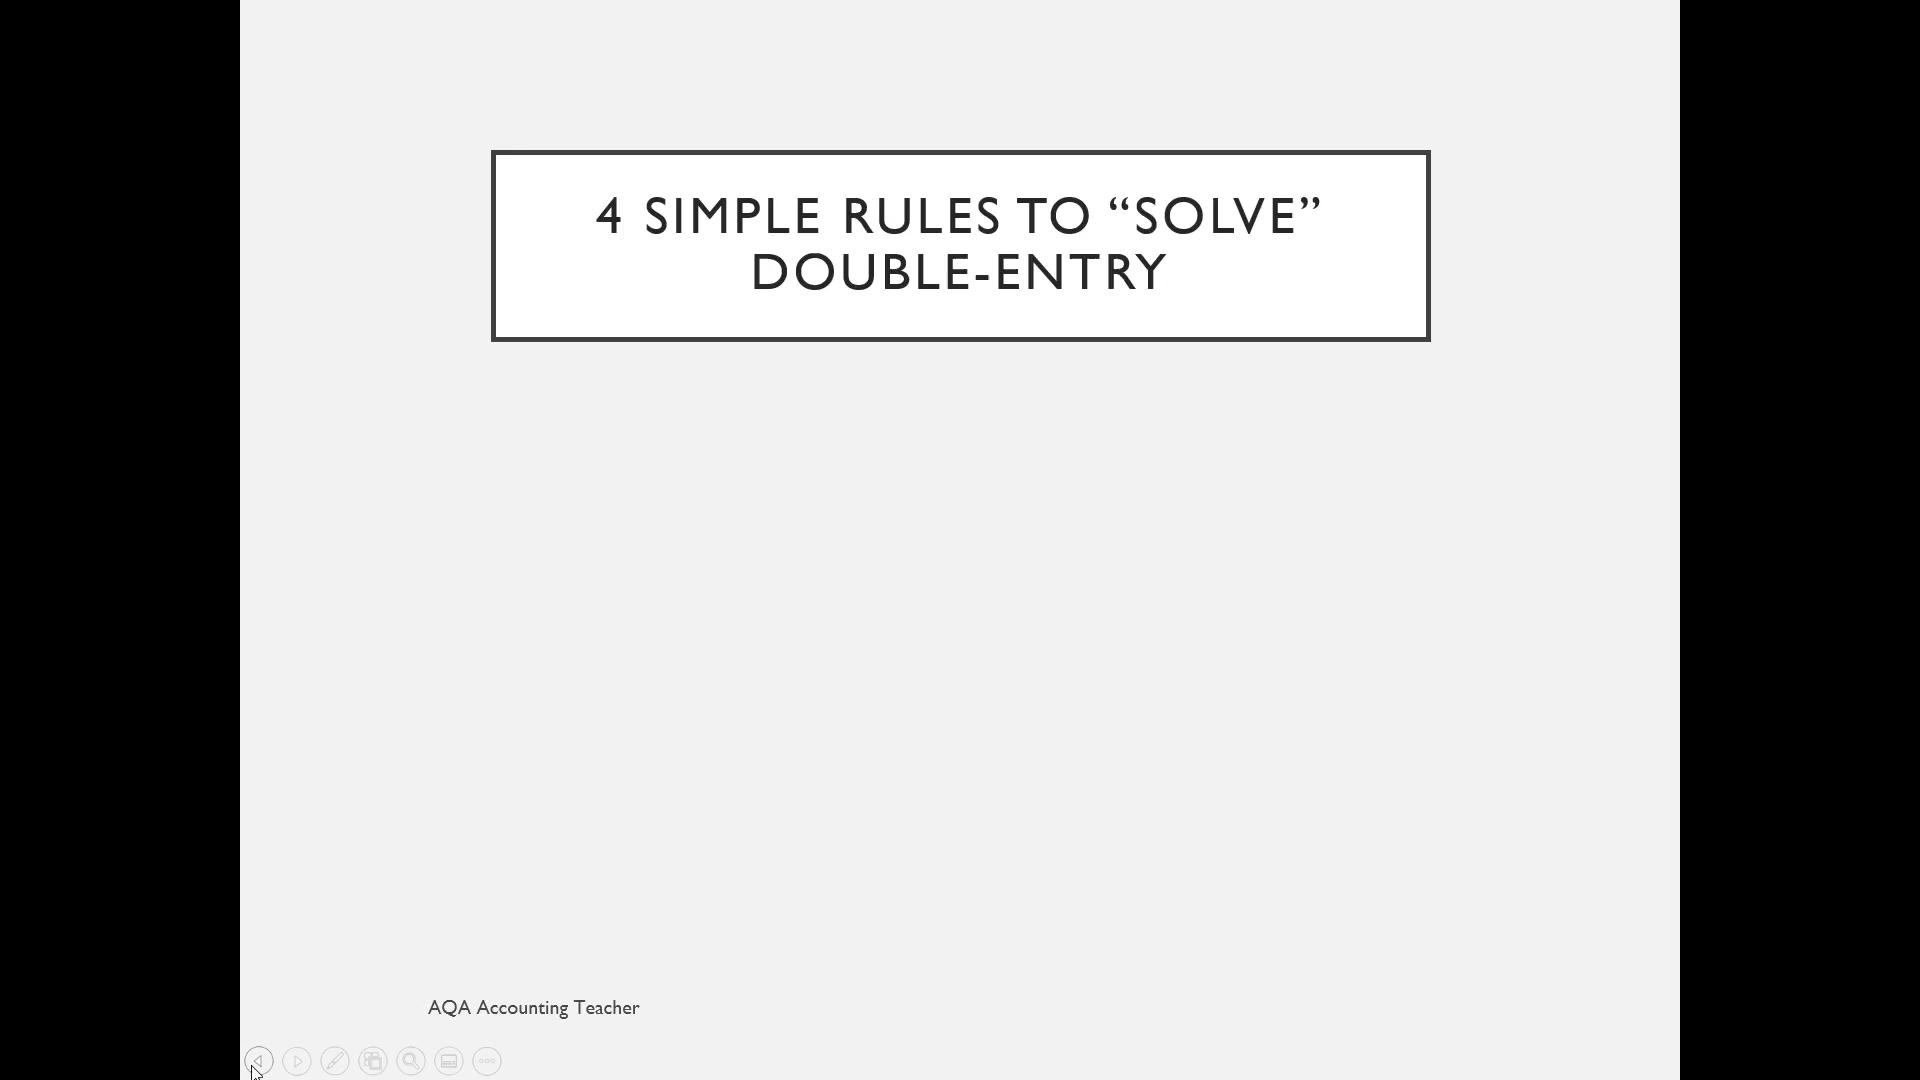 4 SIMPLE RULES TO “SOLVE”
DOUBLE-ENTRY
AQA Accounting Teacher